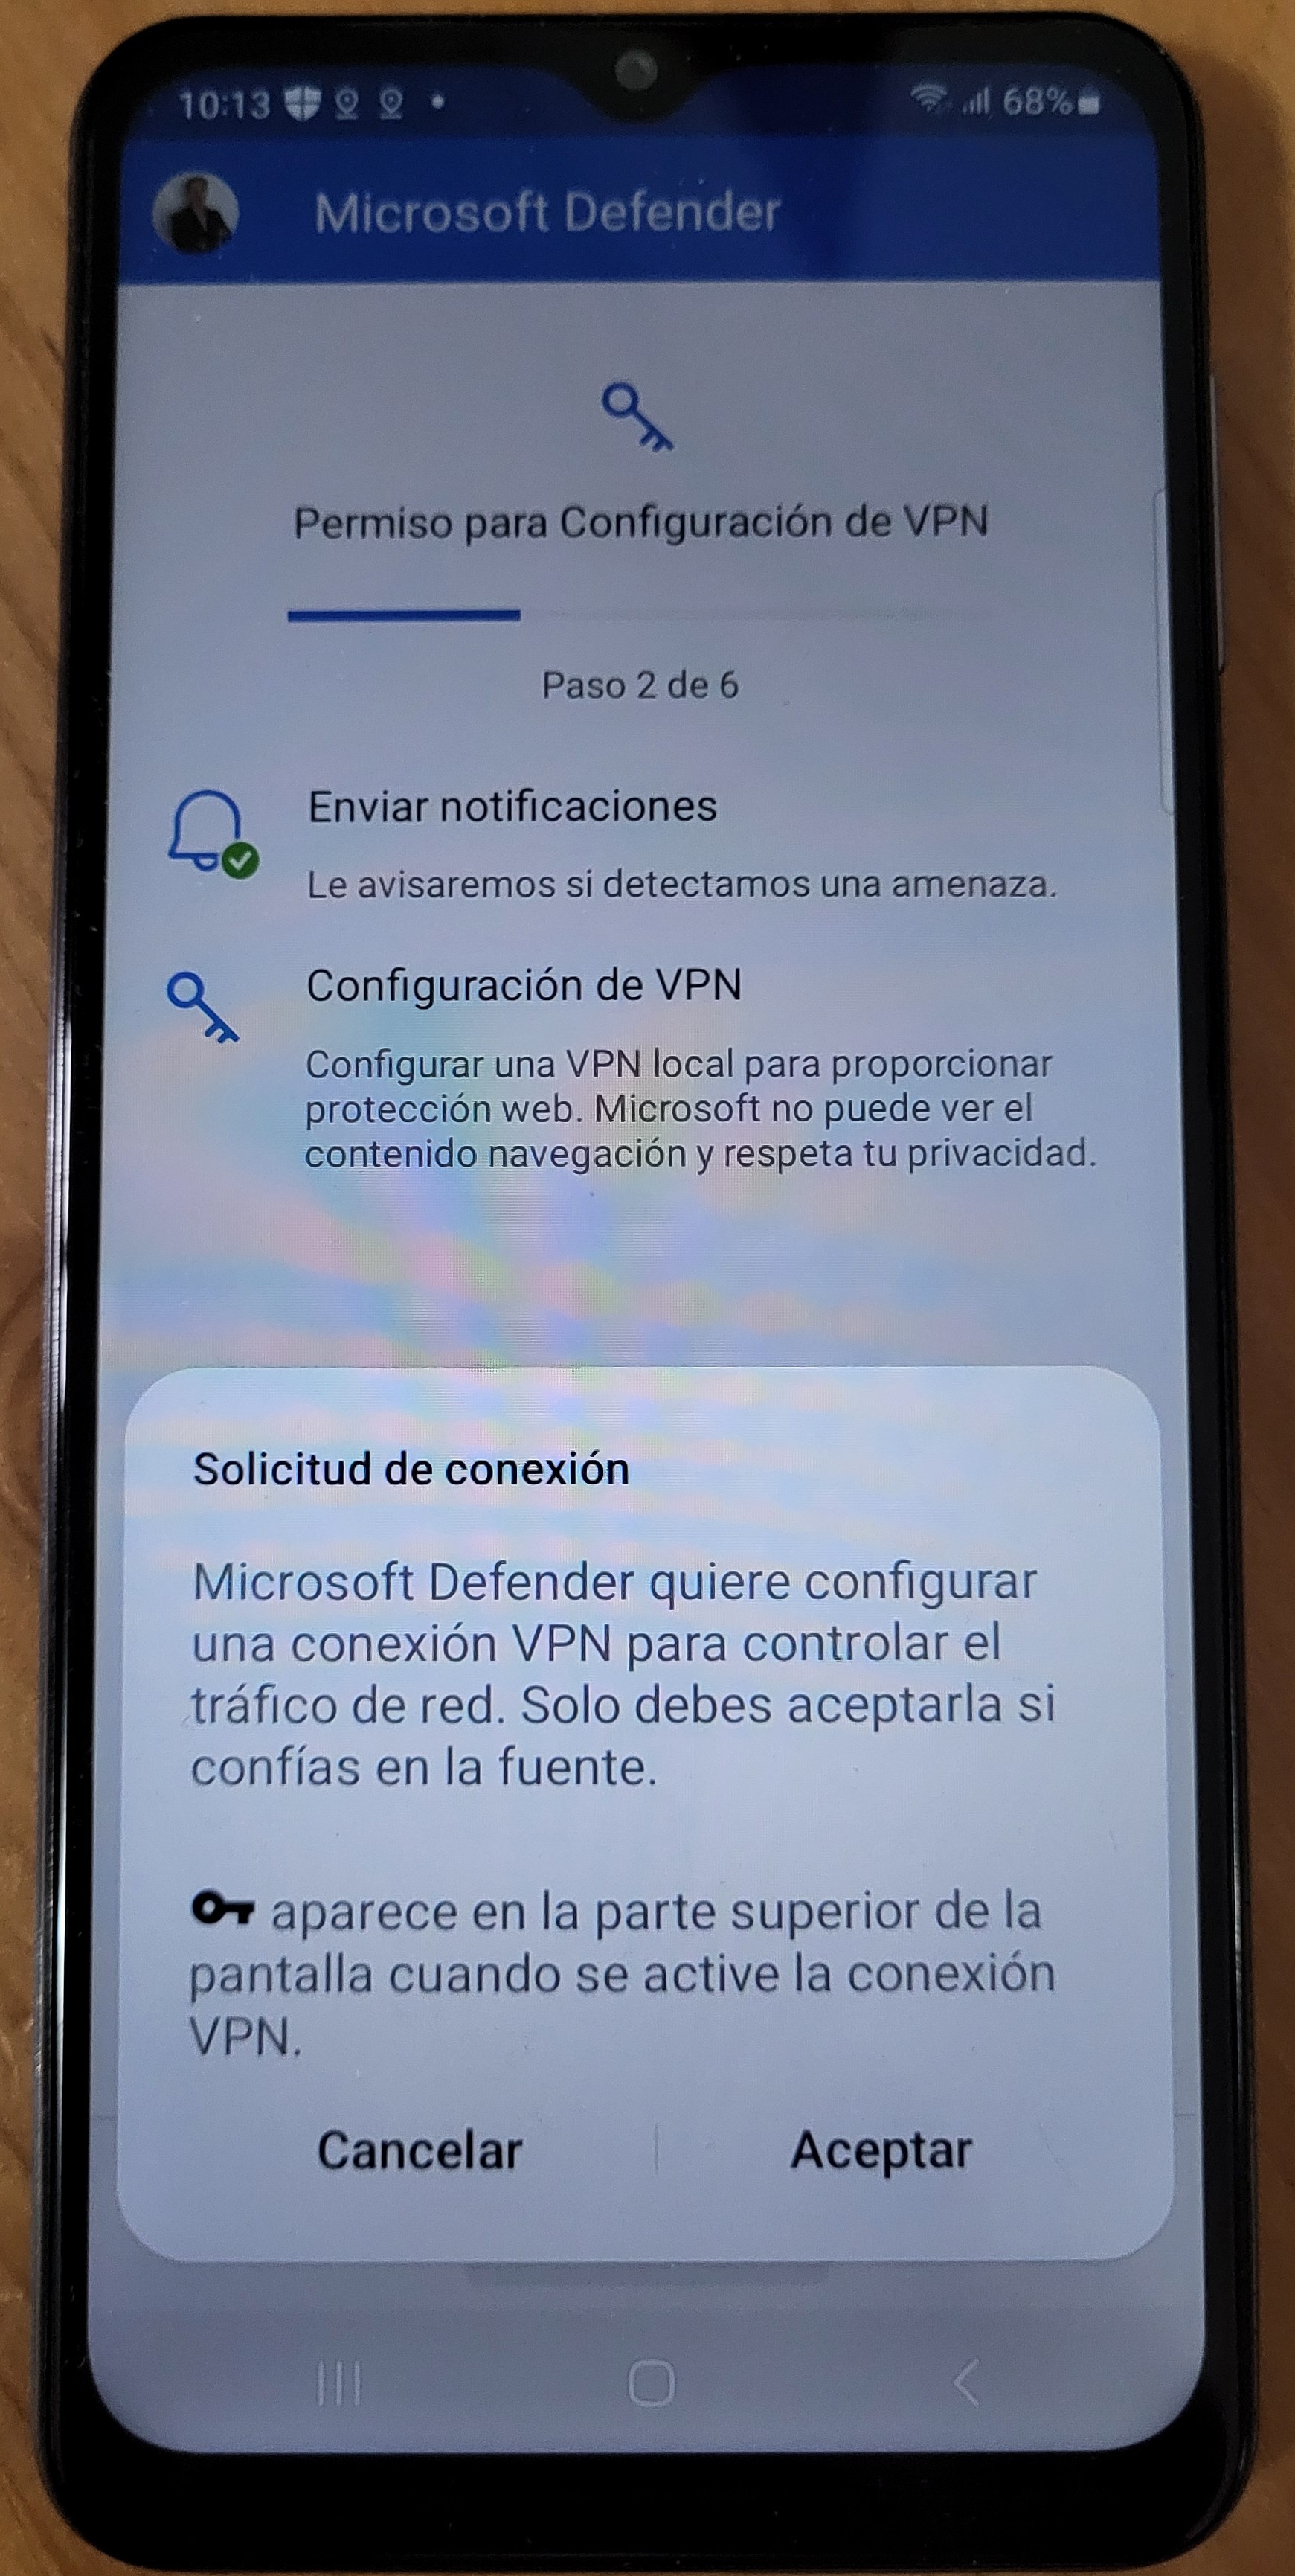 10:13
68%
Microsoft Defender
Permiso para Configuración de VPN
Paso 2 de 6
Enviar notificaciones
Le avisaremos si detectamos una amenaza.
Configuración de VPN
Configurar una VPN local para proporcionar
protección web. Microsoft no puede ver el
contenido navegación y respeta tu privacidad.
Solicitud de conexión
Microsoft Defender quiere configurar
una conexión VPN para controlar el
tráfico de red. Solo debes aceptarla si
confías en la fuente.
aparece en la parte superior de la
pantalla cuando se active la conexión
VPN.
Cancelar
Aceptar